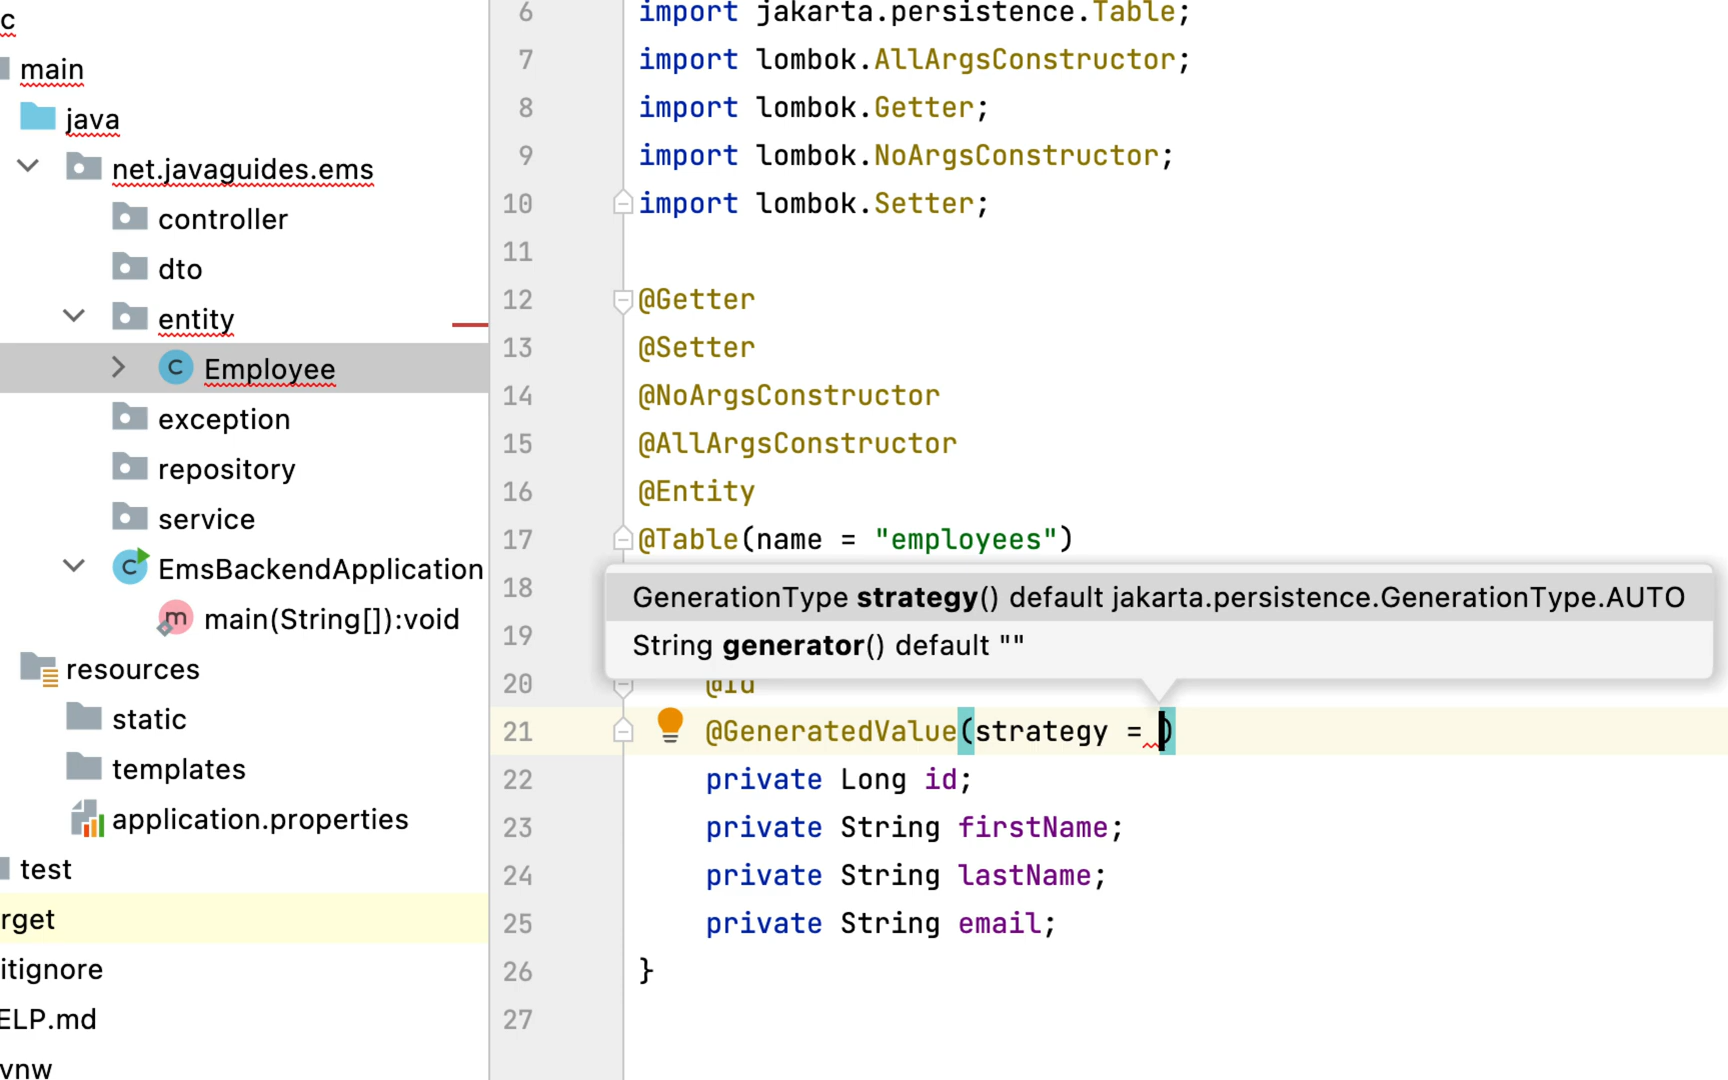 c
main
java
net.javaguides.ems
controller
dto
entity
Employee
exception
repository
service
EmsBackendApplication
main(String[]):void
resources
static
templates
application.properties
test
rget
itignore
ELP.md
vnw
6 import jakarta.persistence.Table;
7 import lombok.AllArgsConstructor;
8 import lombok.Getter;
9 import lombok.NoArgsConstructor;
10 import lombok.Setter;
11
12 @Getter
13 @Setter
14 @NoArgsConstructor
15 @AllArgsConstructor
16 @Entity
17 @Table(name = "employees")
18
GenerationType strategy() default jakarta.persistence.GenerationType.AUTO
19
String generator() default ""
20 @Id
21 @GeneratedValue(strategy = )
22 private Long id;
23 private String firstName;
24 private String lastName;
25 private String email;
26 }
27